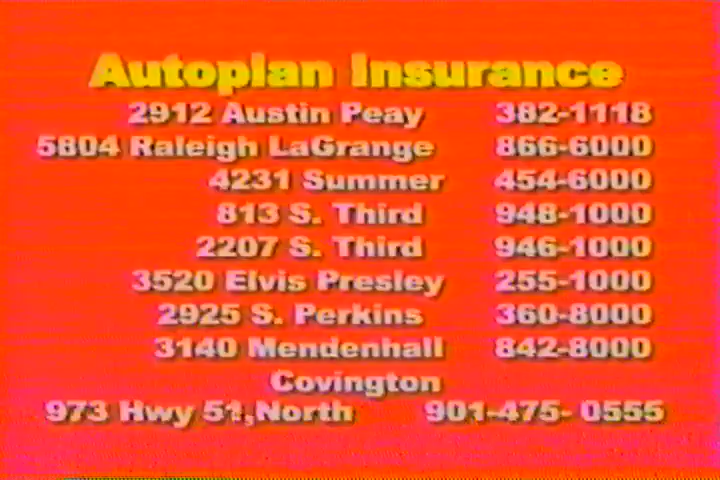 Autoplan Insurance
2912 Austin Peay 382-1118
5804 Raleigh LaGrange 866-6000
4231 Summer 454-6000
813 S. Third 948-1000
2207 S. Third 946-1000
3520 Elvis Presley 255-1000
2925 S. Perkins 360-8000
3140 Mendenhall 842-8000
Covington
973 Hwy 51,North 901-475- 0555